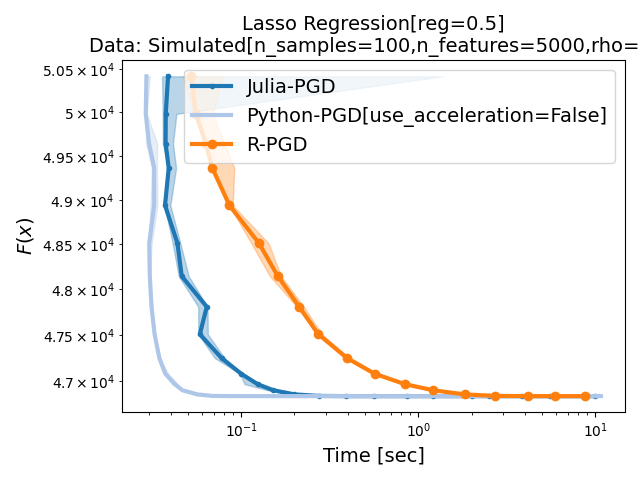 Lasso Regression[reg=0.5]
Data: Simulated[n_samples=100,n_features=5000,rho=
Julia-PGD
Python-PGD[use_acceleration=False]
R-PGD
F(x)
5.05 × 10⁴
5 × 10⁴
4.95 × 10⁴
4.9 × 10⁴
4.85 × 10⁴
4.8 × 10⁴
4.75 × 10⁴
4.7 × 10⁴
10⁻¹ 10⁰ 10¹
Time [sec]